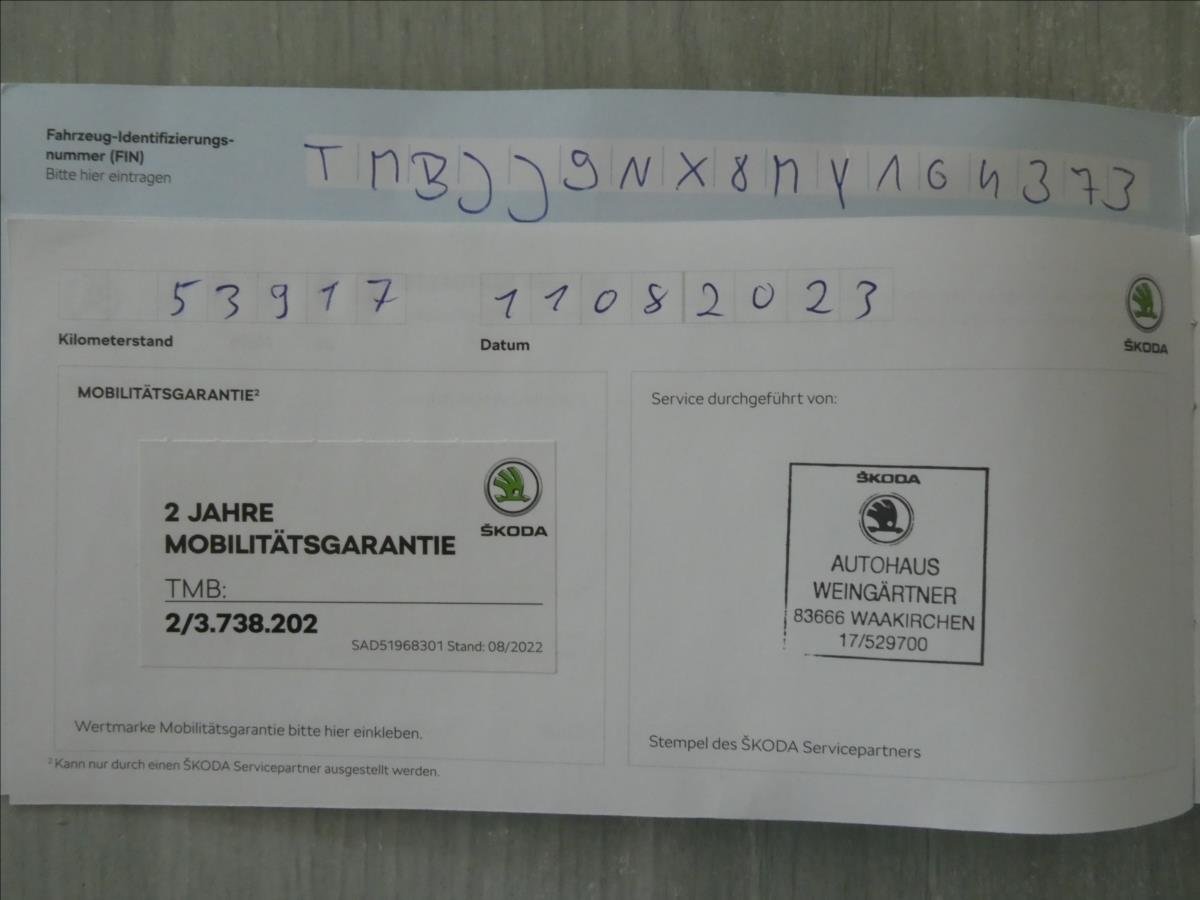 Fahrzeug-Identifizierungs-
nummer (FIN)
Bitte hier eintragen
TMBJJ9NX8MY164373
53917
Kilometerstand
11082023
Datum
ŠKODA
MOBILITÄTSGARANTIE²
2 JAHRE
MOBILITÄTSGARANTIE
ŠKODA
TMB:
2/3.738.202
SAD51968301 Stand: 08/2022
Wertmarke Mobilitätsgarantie bitte hier einkleben.
² Kann nur durch einen ŠKODA Servicepartner ausgestellt werden.
Service durchgeführt von:
ŠKODA
AUTOHAUS
WEINGÄRTNER
83666 WAAKIRCHEN
17/529700
Stempel des ŠKODA Servicepartners